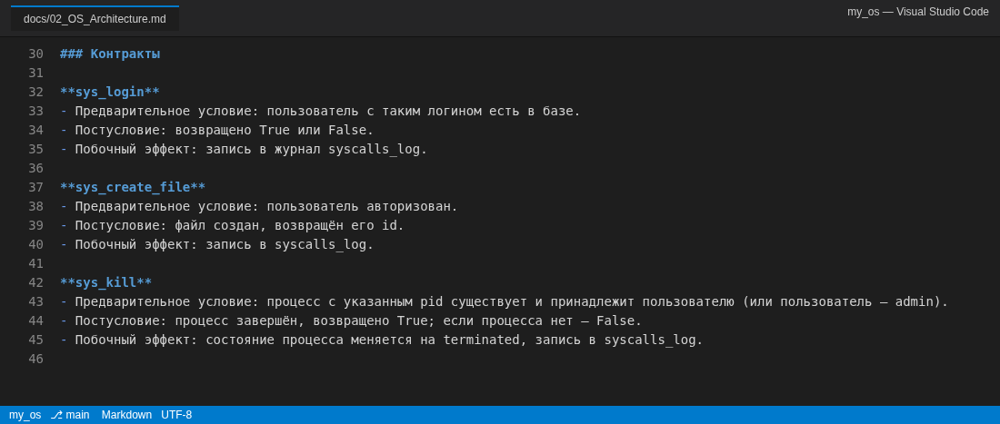 docs/02_OS_Architecture.md
my_os — Visual Studio Code
30 ### Контракты
31
32 **sys_login**
33 - Предварительное условие: пользователь с таким логином есть в базе.
34 - Постусловие: возвращено True или False.
35 - Побочный эффект: запись в журнал syscalls_log.
36
37 **sys_create_file**
38 - Предварительное условие: пользователь авторизован.
39 - Постусловие: файл создан, возвращён его id.
40 - Побочный эффект: запись в syscalls_log.
41
42 **sys_kill**
43 - Предварительное условие: процесс с указанным pid существует и принадлежит пользователю (или пользователь — admin).
44 - Постусловие: процесс завершён, возвращено True; если процесса нет — False.
45 - Побочный эффект: состояние процесса меняется на terminated, запись в syscalls_log.
46
my_os ⎇ main Markdown UTF-8